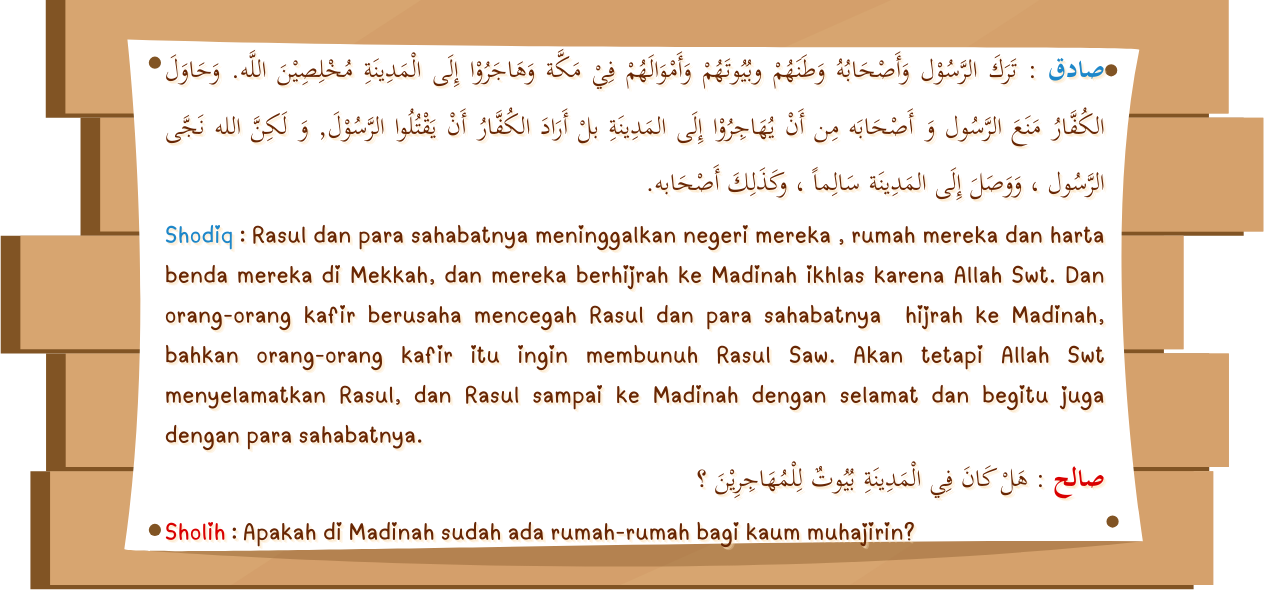 صادق : تَرَكَ الرَّسُوْل وَأَصْحَابُهُ وَطَنَهُمْ وبُيُوتَهُمْ وَأَمْوَالَهُمْ فِيْ مَكَّة وَهَاجَرُوْا إِلَى الْمَدِينَةِ مُخْلِصِيْنَ اللَّه. وَحَاوَلَ
الكُفَّارُ مَنَعَ الرَّسُول وَ أَصْحَابَه مِن أَنْ يُهَاجِرُوْا إِلَى المَدِينَةِ بلْ أَرَادَ الكُفَّارُ أَنْ يَقْتُلُوا الرَّسُوْلَ, وَ لَكِنَّ الله نَجَّى
الرَّسُول ، وَوَصَلَ إِلَى المَدِينَة سَالِماً ، وكَذَلِكَ أَصْحَابه.
Shodiq : Rasul dan para sahabatnya meninggalkan negeri mereka , rumah mereka dan harta
benda mereka di Mekkah, dan mereka berhijrah ke Madinah ikhlas karena Allah Swt. Dan
orang-orang kafir berusaha mencegah Rasul dan para sahabatnya hijrah ke Madinah,
bahkan orang-orang kafir itu ingin membunuh Rasul Saw. Akan tetapi Allah Swt
menyelamatkan Rasul, dan Rasul sampai ke Madinah dengan selamat dan begitu juga
dengan para sahabatnya.
صالح : هَلْ كَانَ فِي الْمَدِينَةِ بُيُوتٌ لِلْمُهَاجِرِيْنَ ؟
Sholih : Apakah di Madinah sudah ada rumah-rumah bagi kaum muhajirin?